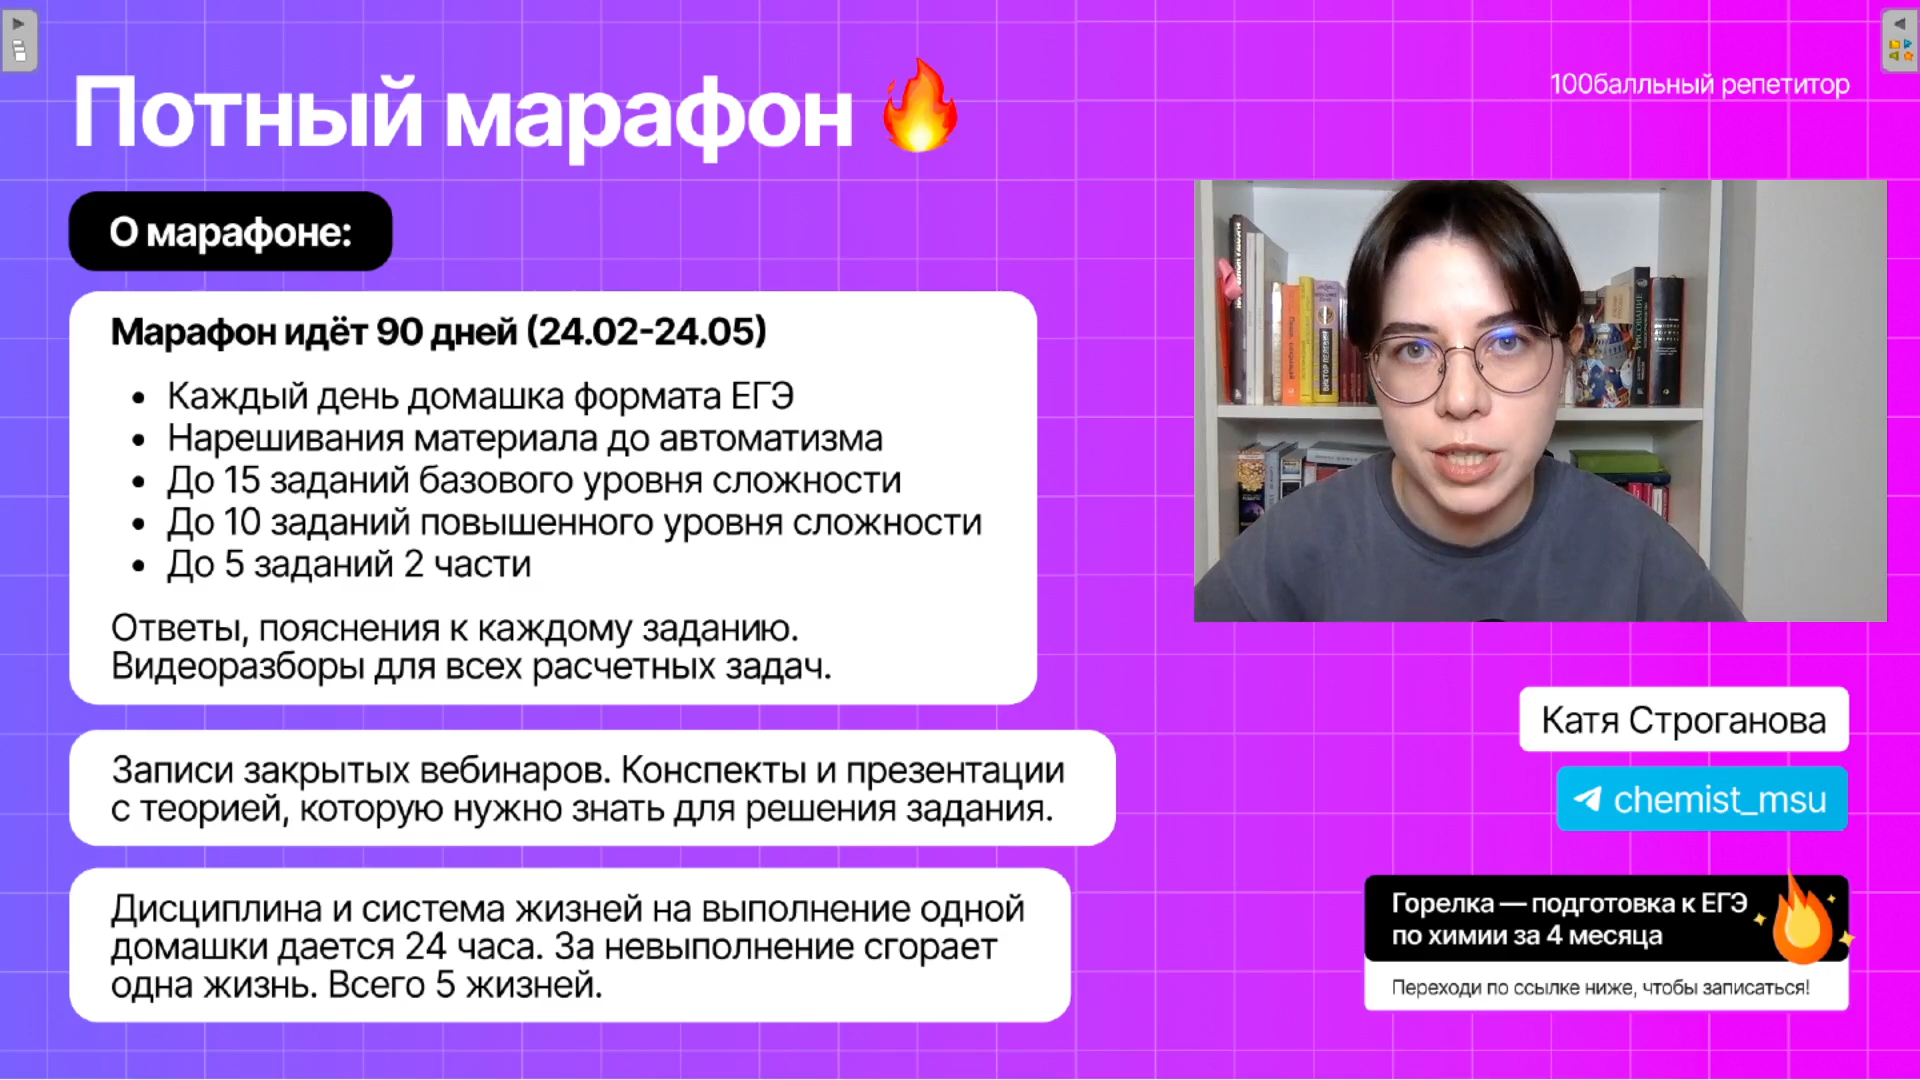 Потный марафон
100балльный репетитор
О марафоне:
Марафон идёт 90 дней (24.02-24.05)
• Каждый день домашка формата ЕГЭ
• Нарешивания материала до автоматизма
• До 15 заданий базового уровня сложности
• До 10 заданий повышенного уровня сложности
• До 5 заданий 2 части
Ответы, пояснения к каждому заданию.
Видеоразборы для всех расчетных задач.
Записи закрытых вебинаров. Конспекты и презентации
с теорией, которую нужно знать для решения задания.
Дисциплина и система жизней на выполнение одной
домашки дается 24 часа. За невыполнение сгорает
одна жизнь. Всего 5 жизней.
ВИКТОР ПЕЛЕВИН
Катя Строганова
chemist_msu
Горелка — подготовка к ЕГЭ
по химии за 4 месяца
Переходи по ссылке ниже, чтобы записаться!